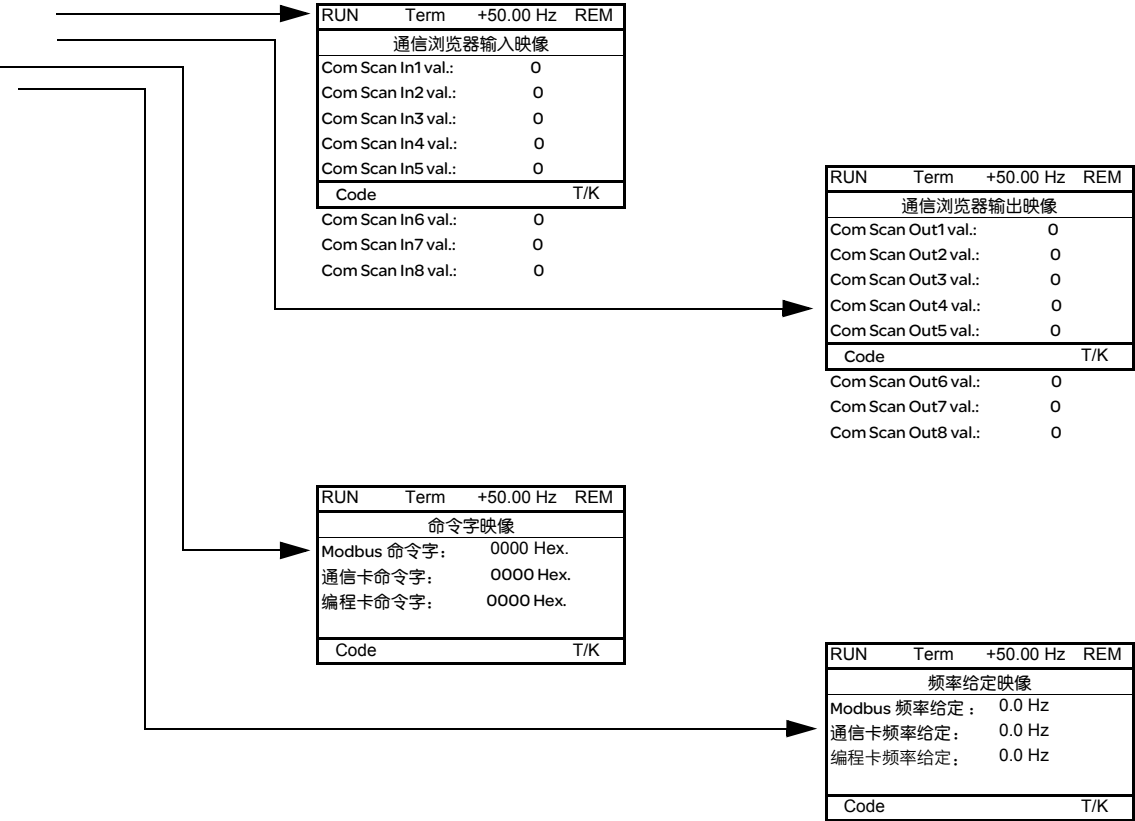 RUN Term +50.00 Hz REM
通信浏览器输入映像
Com Scan In1 val.: 0
Com Scan In2 val.: 0
Com Scan In3 val.: 0
Com Scan In4 val.: 0
Com Scan In5 val.: 0
Code T/K
Com Scan In6 val.: 0
Com Scan In7 val.: 0
Com Scan In8 val.: 0
RUN Term +50.00 Hz REM
通信浏览器输出映像
Com Scan Out1 val.: 0
Com Scan Out2 val.: 0
Com Scan Out3 val.: 0
Com Scan Out4 val.: 0
Com Scan Out5 val.: 0
Code T/K
Com Scan Out6 val.: 0
Com Scan Out7 val.: 0
Com Scan Out8 val.: 0
RUN Term +50.00 Hz REM
命令字映像
Modbus 命令字： 0000 Hex.
通信卡命令字： 0000 Hex.
编程卡命令字： 0000 Hex.
Code T/K
RUN Term +50.00 Hz REM
频率给定映像
Modbus 频率给定： 0.0 Hz
通信卡频率给定： 0.0 Hz
编程卡频率给定： 0.0 Hz
Code T/K